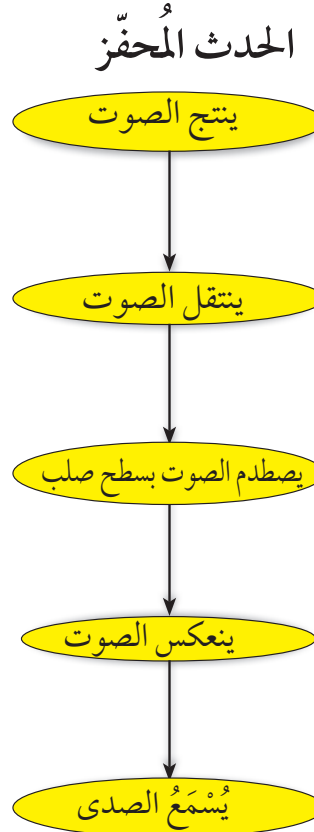 الحدث المُحفّز
ينتج الصوت
ينتقل الصوت
يصطدم الصوت بسطح صلب
ينعكس الصوت
يُسْمَعُ الصدى